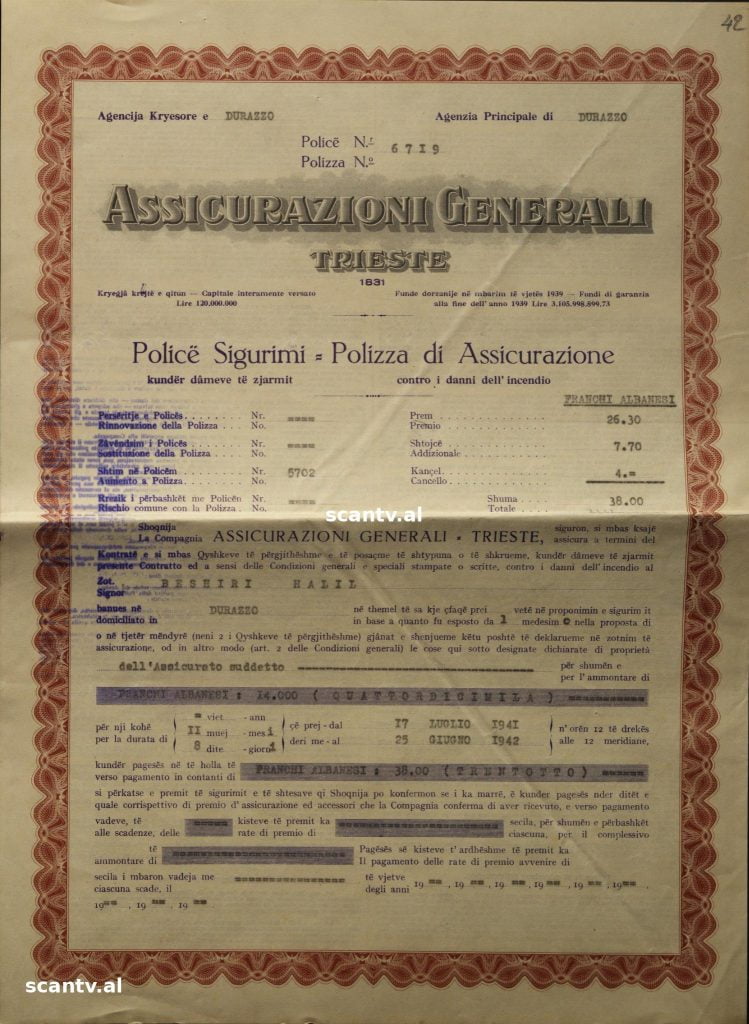 42
Agencija Kryesore e DURAZZO
Agenzia Principale di DURAZZO
Policë N.r 6719
Polizza N.o
ASSICURAZIONI GENERALI
TRIESTE
1831
Kryegjâ krejtë e qitun — Capitale interamente versato
Lire 120.000.000
Funde dorzanije në mbarim të vjetës 1939 — Fundi di garanzia
alla fine dell' anno 1939 Lire 3.105.998,899.73
Policë Sigurimi = Polizza di Assicurazione
kundër dâmeve të zjarmit contro i danni dell' incendio
FRANCHI ALBANESI
Persëritje e Policës Nr. ====
Rinnovazione della Polizza No.
Prem 26.30
Premio
Zâvëndsim i Policës Nr. ====
Sostituzione della Polizza No.
Shtojcë 7.70
Addizionale
Shtim në Policëm Nr. 5702
Aumento a Polizza No.
Kançel. 4.=
Cancello
Rrezik i përbashkët me Policën Nr. ====
Rischio comune con la Polizza No.
Shuma 38.00
Totale
scantv.al
Shoqnija
La Compagnia ASSICURAZIONI GENERALI - TRIESTE, siguron, si mbas ksajë
assicura a termini del
Kontratë e si mbas Qyshkeve të përgjithëshme e të posaçme të shtypuna o të shkrueme, kundër dâmeve të zjarmit
presente Contratto ed a sensi delle Condizioni generali e speciali stampate o scritte, contro i danni dell' incendio al
Zot. BESHIRI HALIL
Signor
banues në DURAZZO në themel të sa kje çfaqë prej vetë në proponimin e sigurim it
domiciliato in in base a quanto fu esposto da l medesim o nella proposta di
o në tjetër mëndyrë (neni 2 i Qyshkeve të përgjithëshme) gjânat e shenjueme këtu poshtë të deklarueme në zotnim të
assicurazione, od in altro modo (art. 2 delle Condizioni generali) le cose qui sotto designate dichiarate di proprietà
dell'Assicurato suddetto për shumën e
per l' ammontare di
FRANCHI ALBANESI : 14.000 ( QUATTORDICIMILA )
për nji kohë
per la durata di
= viet - ann
11 muej - mesi
8 dite - giorni
çë prej - dal 17 LUGLIO 1941
deri me - al 25 GIUGNO 1942
n' orën 12 të drekës
alle 12 meridiane,
kundër pagesës në të holla të
verso pagamento in contanti di FRANCHI ALBANESI : 38.00 ( TRENTOTTO )
si përkatse e premit të sigurimit e të shtesave qi Shoqnija po konfermon se i ka marrë, ë kunder pagesës nder ditët e
quale corrispettivo di premio d' assicurazione ed accessori che la Compagnia conferma di aver ricevuto, e verso pagamento
vadeve, të kisteve të premit ka secila, për shumën e përbashkët
alle scadenze, delle rate di premio di ciascuna, per il complessivo
të Pagësës së kisteve t' ardhëshme të premit ka
ammontare di Il pagamento delle rate di premio avvenire di
secila i mbaron vadeja me të vjetve
ciascuna scade, il degli anni 19==, 19==, 19==, 19==, 19==, 19==,
19==, 19==, 19==.
scantv.al